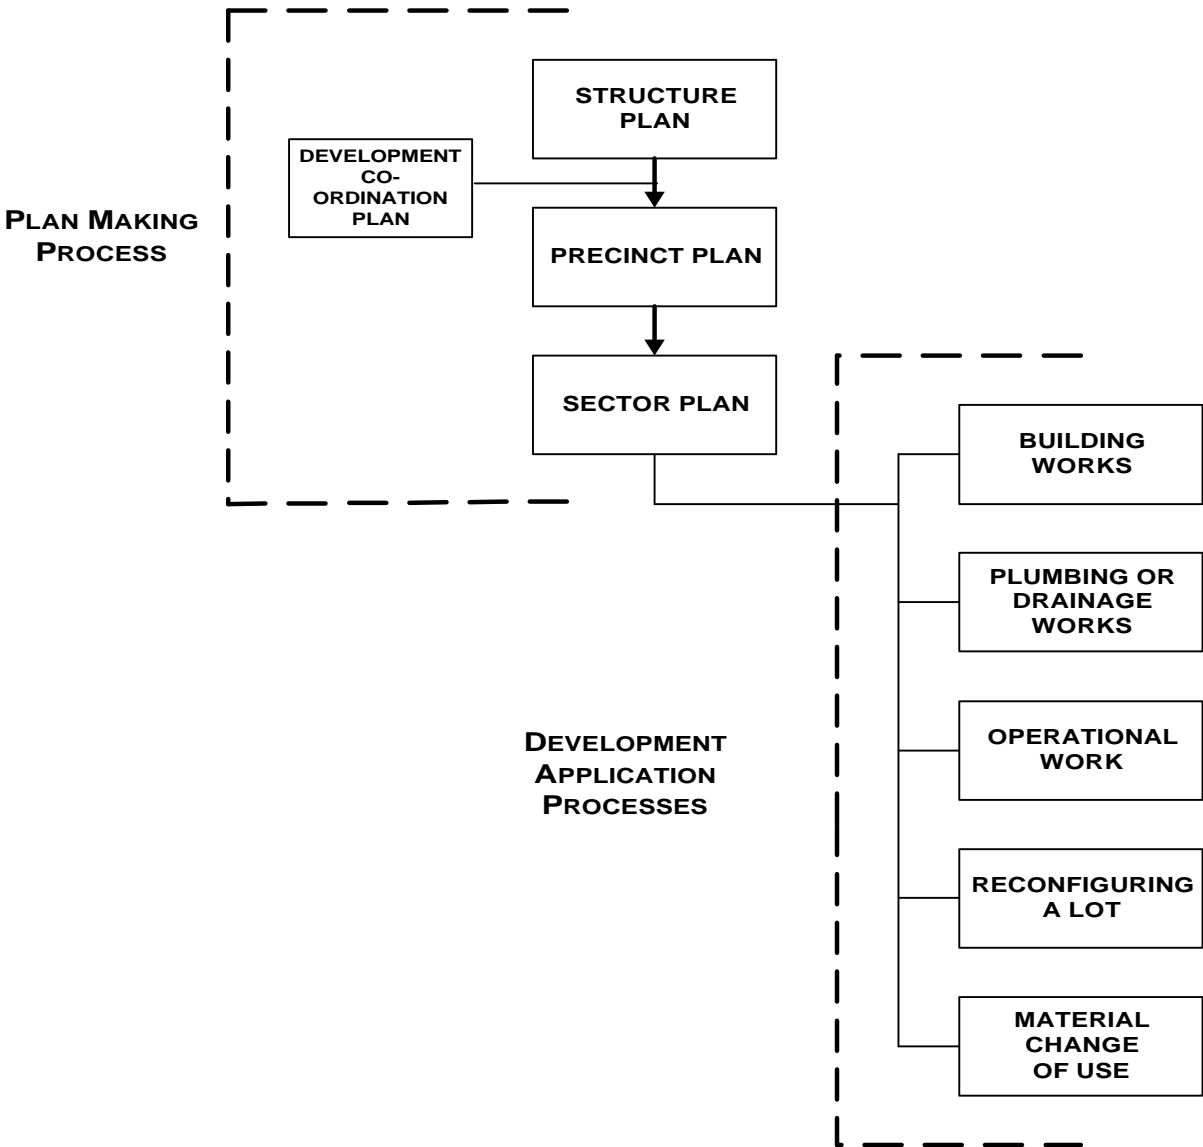 STRUCTURE
PLAN
DEVELOPMENT
CO-
ORDINATION
PLAN
PLAN MAKING
PROCESS
PRECINCT PLAN
SECTOR PLAN
BUILDING
WORKS
PLUMBING OR
DRAINAGE
WORKS
OPERATIONAL
WORK
DEVELOPMENT
APPLICATION
PROCESSES
RECONFIGURING
A LOT
MATERIAL
CHANGE
OF USE